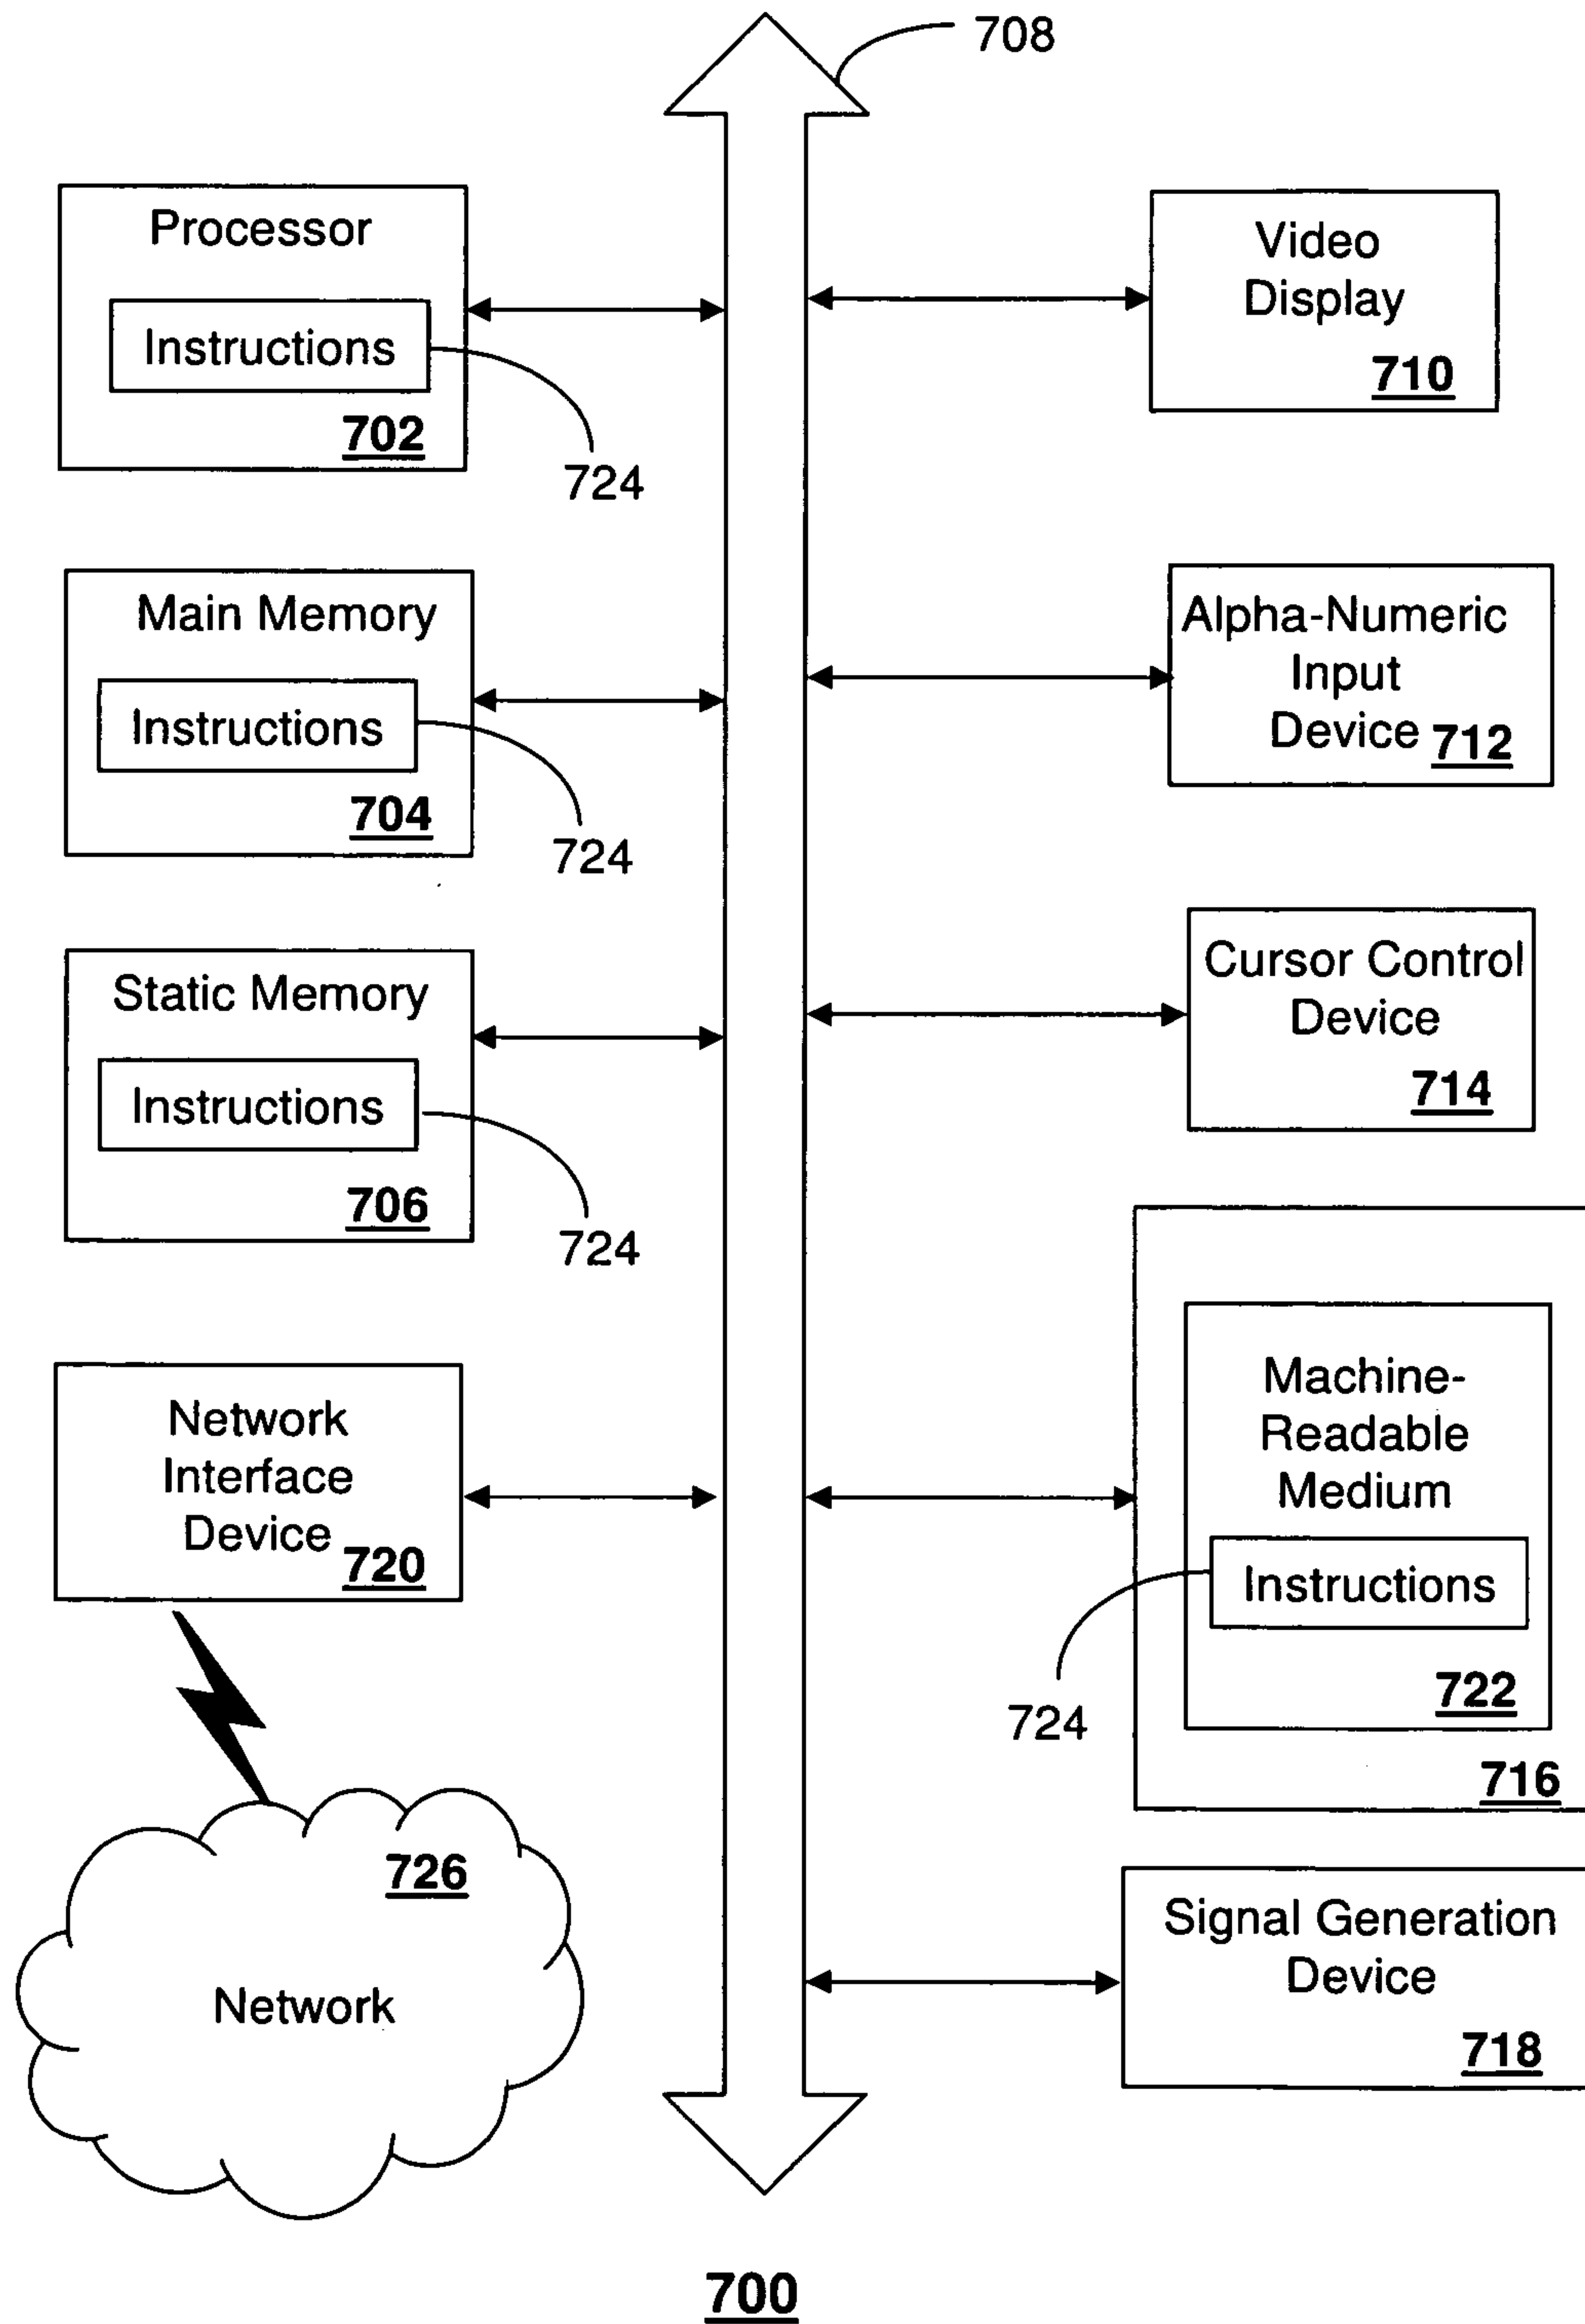 708
Processor
Instructions
702
724
Main Memory
Instructions
704
724
Static Memory
Instructions
706
724
Network
Interface
Device 720
726
Network
Video
Display
710
Alpha-Numeric
Input
Device 712
Cursor Control
Device
714
Machine-
Readable
Medium
Instructions
724
722
716
Signal Generation
Device
718
700